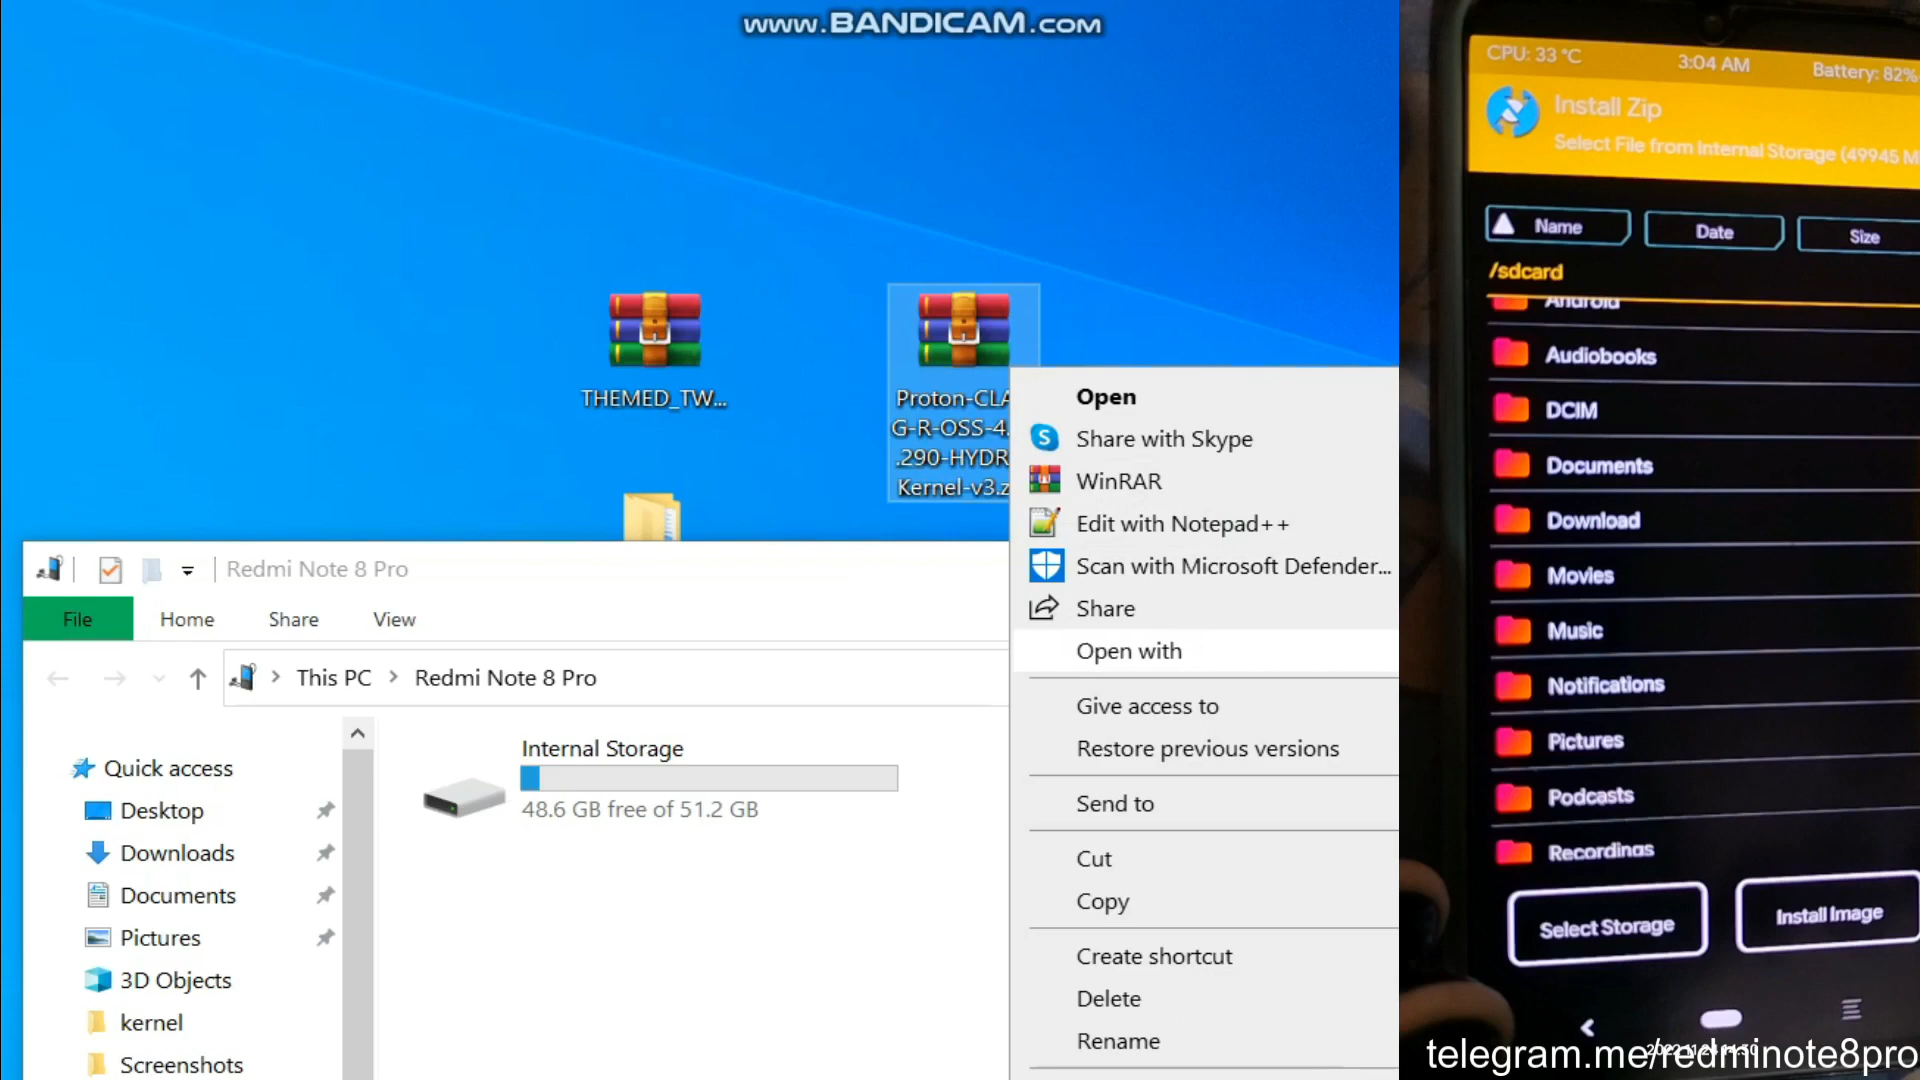 www.BANDICAM.com
THEMED_TW...
Proton-CLA
G-R-OSS-4.
.290-HYDR
Kernel-v3.z
Open
Share with Skype
WinRAR
Edit with Notepad++
Scan with Microsoft Defender...
Share
Open with
Give access to
Restore previous versions
Send to
Cut
Copy
Create shortcut
Delete
Rename
Redmi Note 8 Pro
File
Home
Share
View
This PC
Redmi Note 8 Pro
Quick access
Desktop
Downloads
Documents
Pictures
3D Objects
kernel
Screenshots
Internal Storage
48.6 GB free of 51.2 GB
CPU: 33 °C
3:04 AM
Battery: 82%
Install Zip
Select File from Internal Storage (49945 M
Name
Date
Size
/sdcard
Android
Audiobooks
DCIM
Documents
Download
Movies
Music
Notifications
Pictures
Podcasts
Recordings
Select Storage
Install Image
telegram.me/redminote8pro